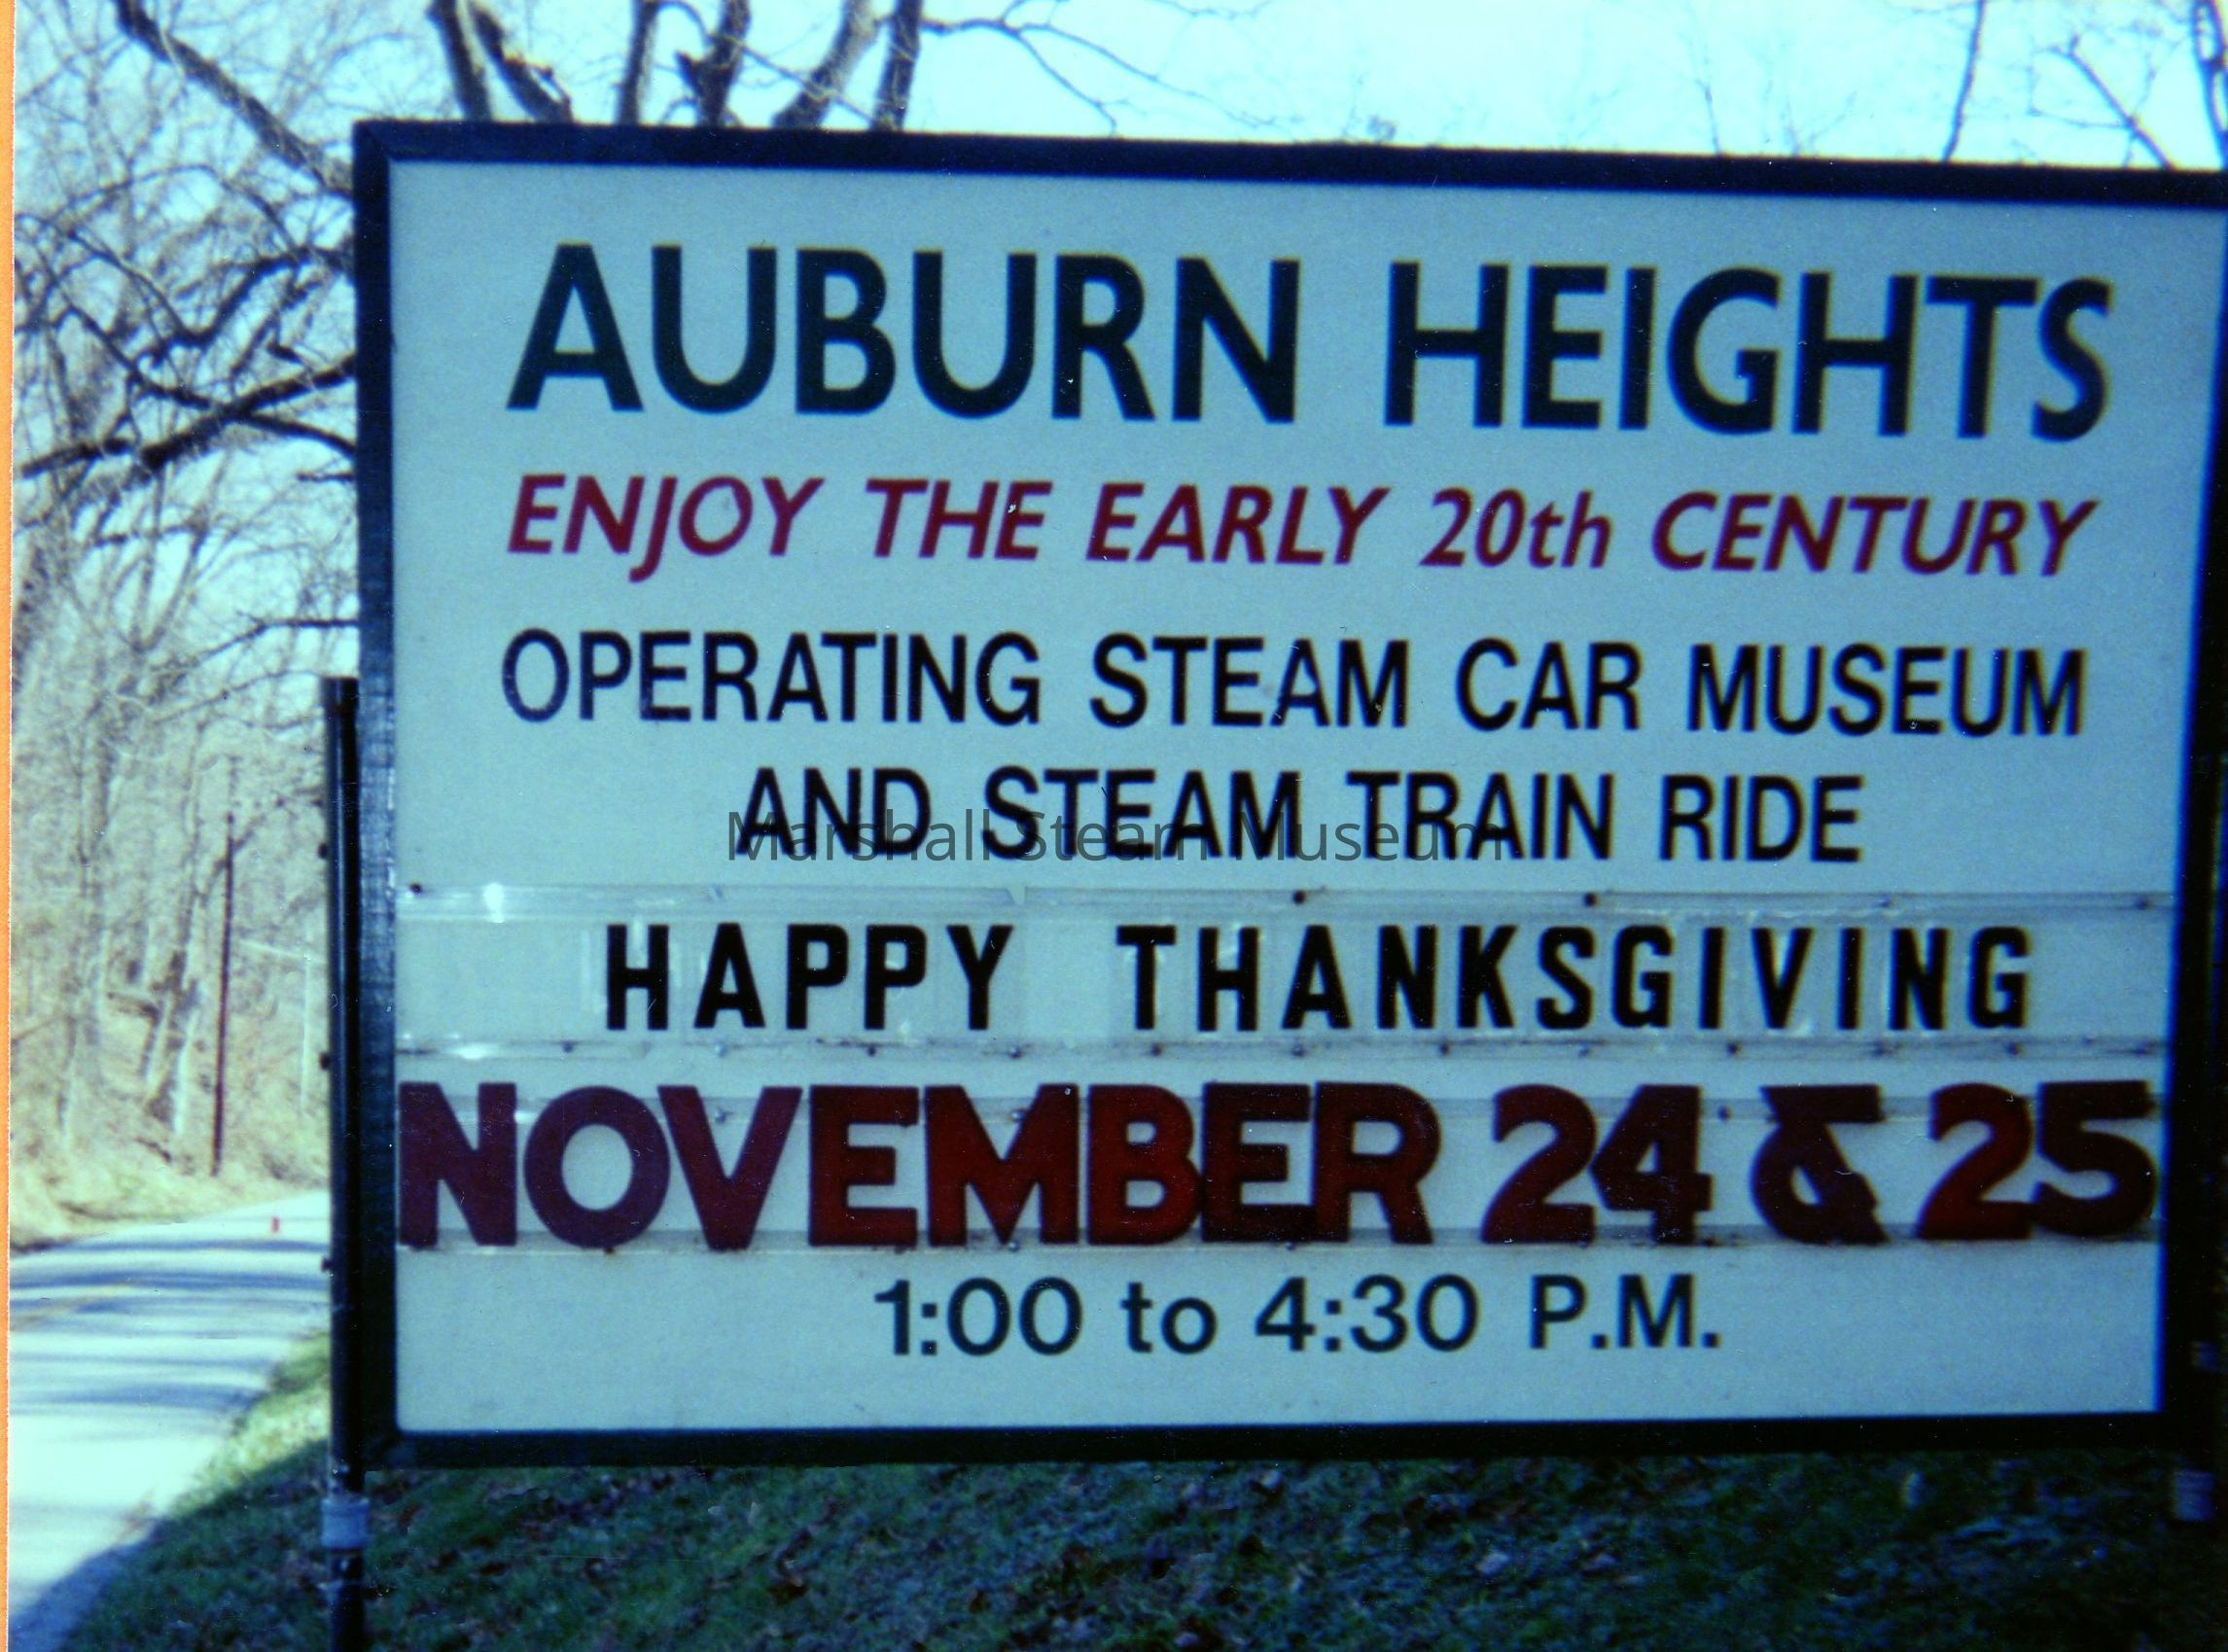 AUBURN HEIGHTS
ENJOY THE EARLY 20th CENTURY
OPERATING STEAM CAR MUSEUM
AND STEAM TRAIN RIDE
Marshall Steam Museum
HAPPY THANKSGIVING
NOVEMBER 24 & 25
1:00 to 4:30 P.M.